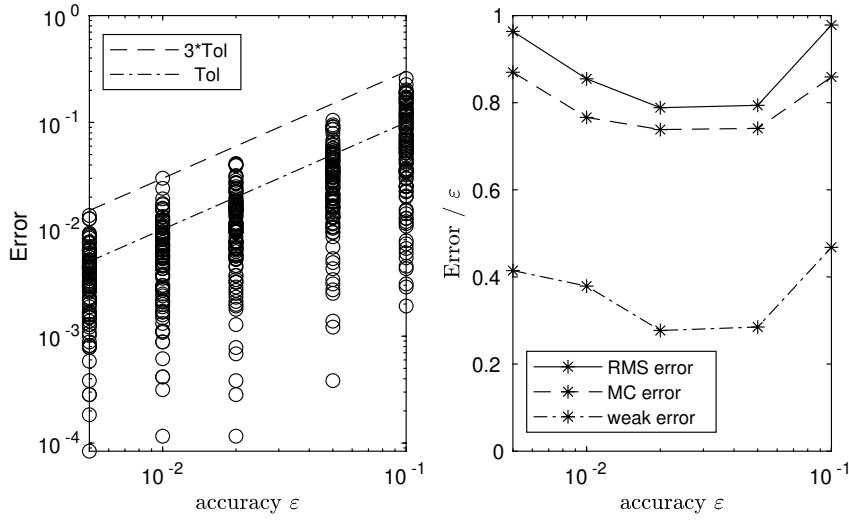 10^0
10^-1
10^-2
10^-3
10^-4
Error
3*Tol
Tol
10^-2
10^-1
accuracy ε
1
0.8
0.6
0.4
0.2
0
Error / ε
RMS error
MC error
weak error
10^-2
10^-1
accuracy ε